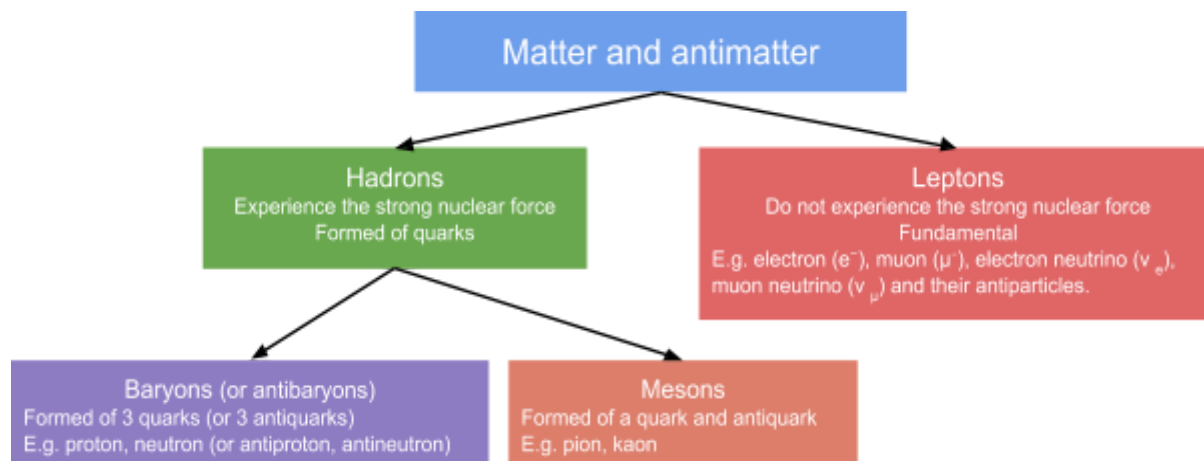 Matter and antimatter
Hadrons
Experience the strong nuclear force
Formed of quarks
Leptons
Do not experience the strong nuclear force
Fundamental
E.g. electron (e⁻), muon (μ⁻), electron neutrino (v ₑ),
muon neutrino (v μ) and their antiparticles.
Baryons (or antibaryons)
Formed of 3 quarks (or 3 antiquarks)
E.g. proton, neutron (or antiproton, antineutron)
Mesons
Formed of a quark and antiquark
E.g. pion, kaon